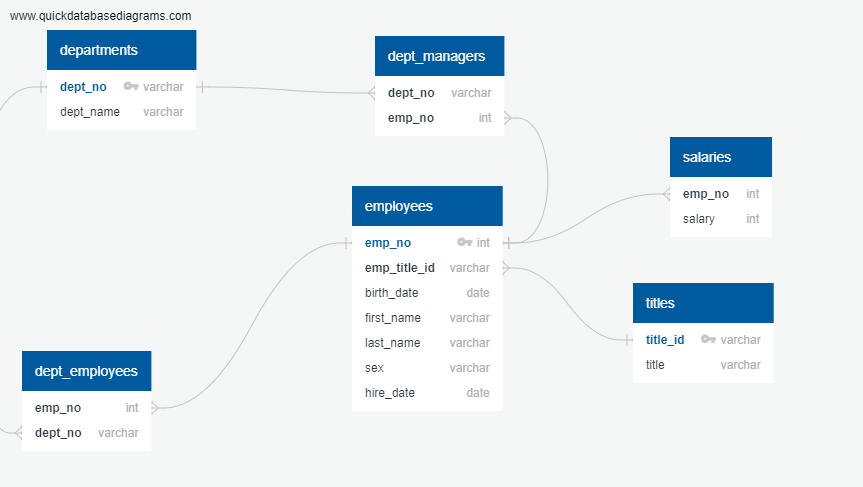 www.quickdatabasediagrams.com
departments
dept_no varchar
dept_name varchar
dept_managers
dept_no varchar
emp_no int
salaries
emp_no int
salary int
employees
emp_no int
emp_title_id varchar
birth_date date
first_name varchar
last_name varchar
sex varchar
hire_date date
titles
title_id varchar
title varchar
dept_employees
emp_no int
dept_no varchar